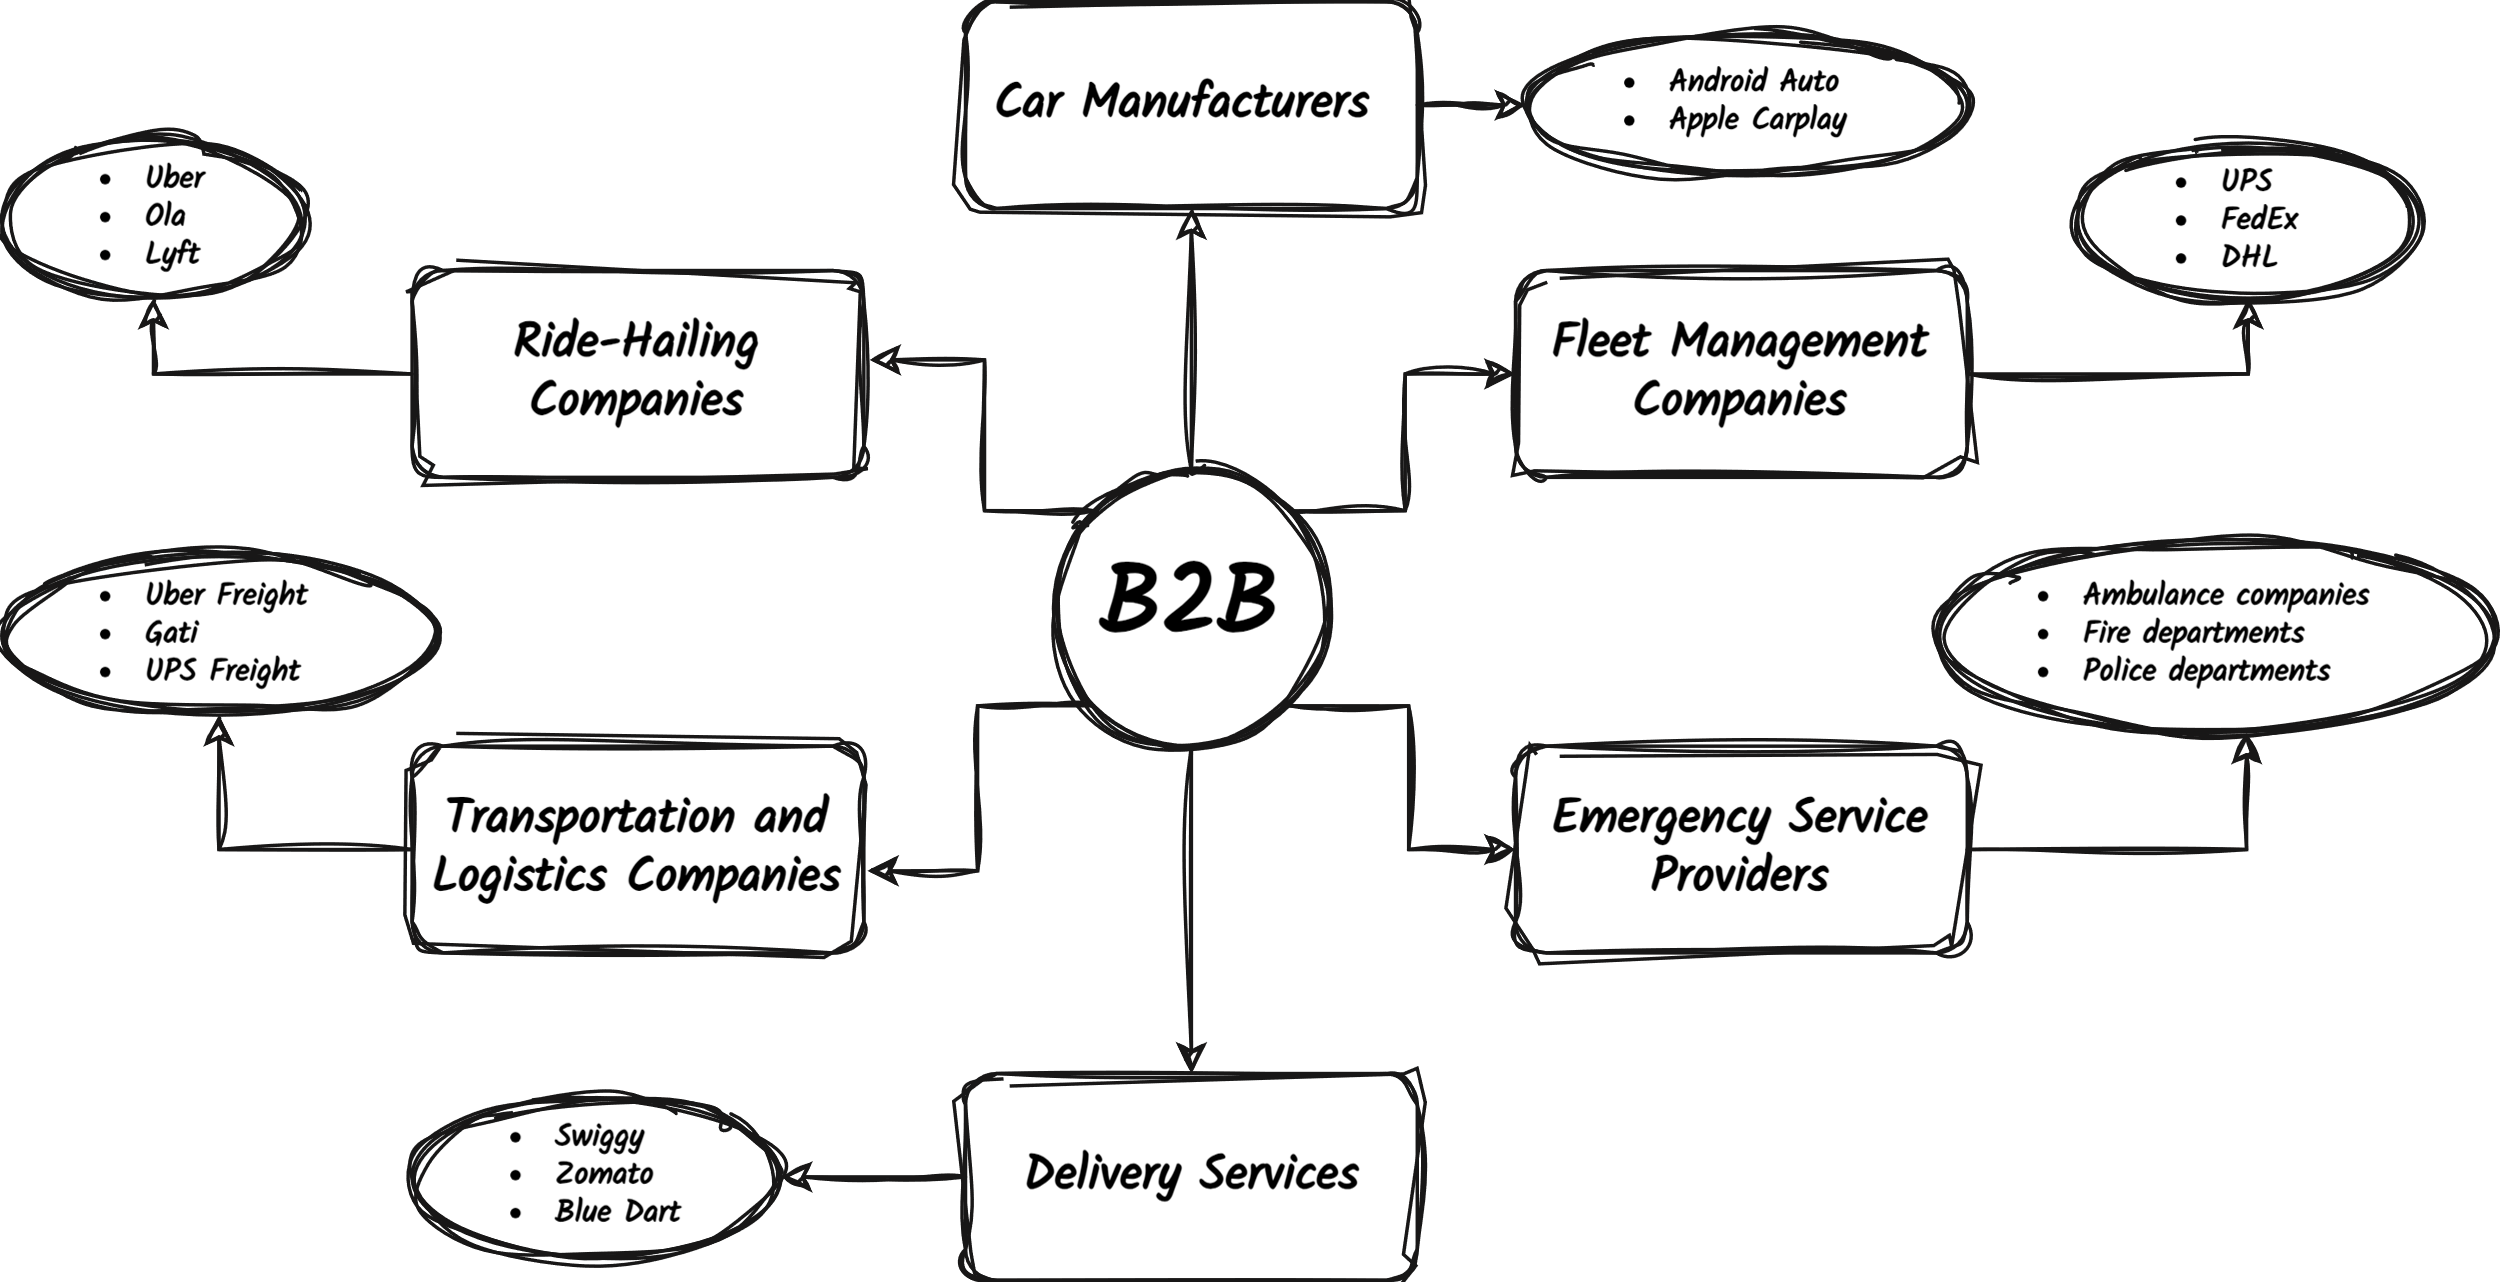 Car Manufacturers
Android Auto
Apple Carplay
Uber
Ola
Lyft
UPS
FedEx
DHL
Ride-Hailing
Companies
Fleet Management
Companies
B2B
Uber Freight
Gati
UPS Freight
Ambulance companies
Fire departments
Police departments
Transportation and
Logistics Companies
Emergency Service
Providers
Swiggy
Zomato
Blue Dart
Delivery Services